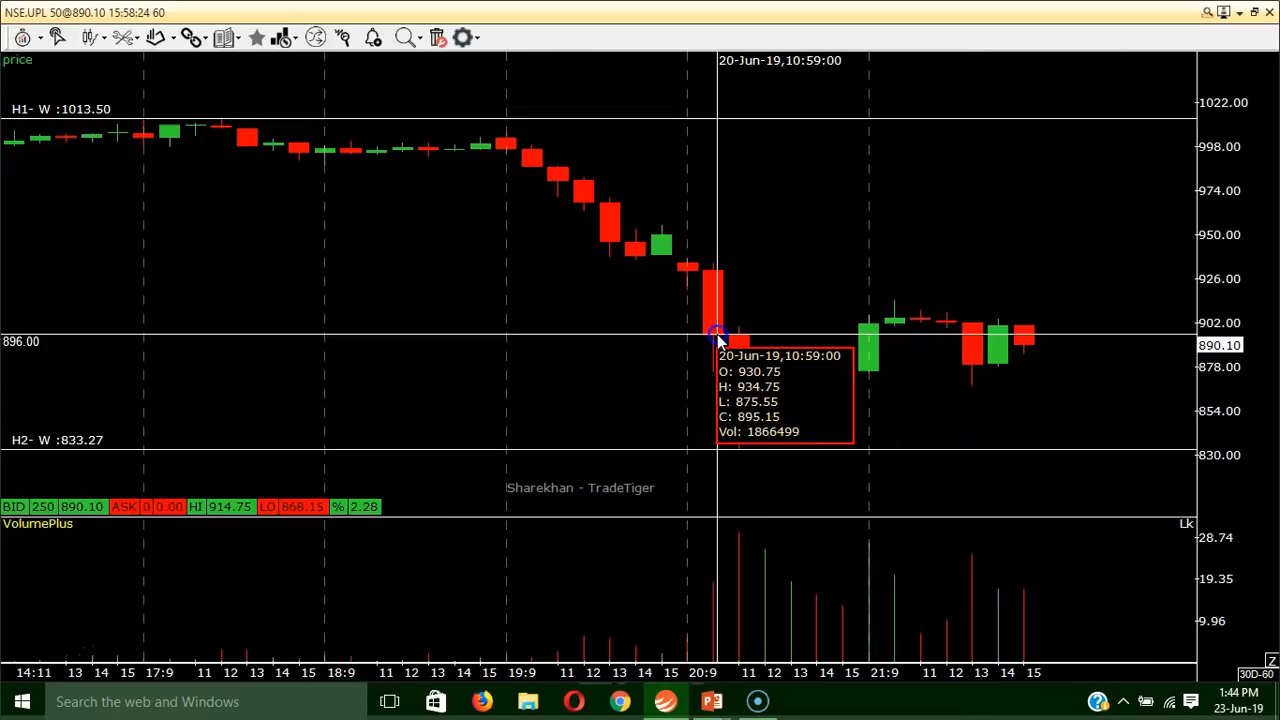 NSE.UPL 50@890.10 15:58:24 60
price
20-Jun-19,10:59:00
H1- W :1013.50
1022.00
998.00
974.00
950.00
926.00
902.00
896.00
890.10
20-Jun-19,10:59:00
O: 930.75
H: 934.75
L: 875.55
C: 895.15
Vol: 1866499
878.00
854.00
H2- W :833.27
830.00
Sharekhan - TradeTiger
BID 250 890.10 ASK 0 0.00 HI 914.75 LO 868.15 % 2.28
VolumePlus
Lk
28.74
19.35
9.96
Z
14:11 13 14 15 17:9 11 12 13 14 15 18:9 11 12 13 14 15 19:9 11 12 13 14 15 20:9 11 12 13 14 15 21:9 11 12 13 14 15
30D-60
Search the web and Windows
1:44 PM
23-Jun-19